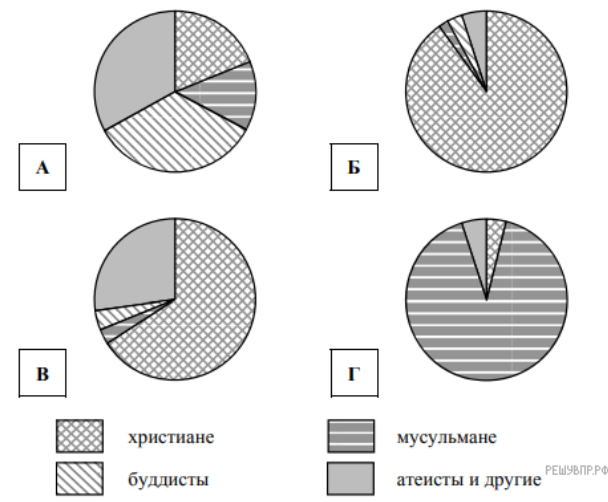 А
Б
В
Г
христиане
мусульмане
буддисты
атеисты и другие
РЕШУВПР.РФ